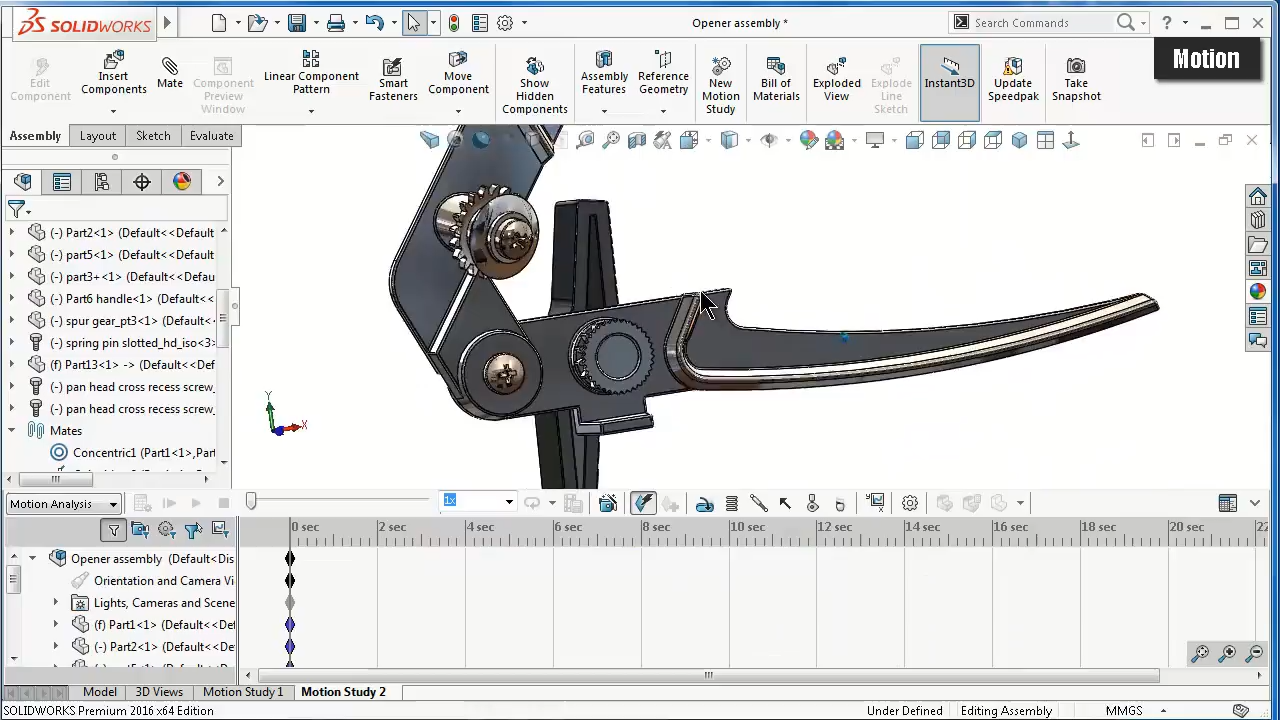 SOLIDWORKS
Opener assembly *
Search Commands
?
Motion
Edit Component
Insert Components
Mate
Component Preview Window
Linear Component Pattern
Smart Fasteners
Move Component
Show Hidden Components
Assembly Features
Reference Geometry
New Motion Study
Bill of Materials
Exploded View
Explode Line Sketch
Instant3D
Update Speedpak
Take Snapshot
Assembly Layout Sketch Evaluate
(-) Part2<1> (Default<<Default
(-) part5<1> (Default<<Default
(-) part3+<1> (Default<<Defaul
(-) Part6 handle<1> (Default<<
(-) spur gear_pt3<1> (Default<
(-) spring pin slotted_hd_iso<3>
(f) Part13<1> -> (Default<<Def
(-) pan head cross recess screw_
(-) pan head cross recess screw_
Mates
Concentric1 (Part1<1>,Part
Y
X
Motion Analysis
1x
0 sec 2 sec 4 sec 6 sec 8 sec 10 sec 12 sec 14 sec 16 sec 18 sec 20 sec 22
Opener assembly (Default<Dis
Orientation and Camera Vi
Lights, Cameras and Scene
(f) Part1<1> (Default<<Def
(-) Part2<1> (Default<<De
Model 3D Views Motion Study 1 Motion Study 2
SOLIDWORKS Premium 2016 x64 Edition
Under Defined Editing Assembly MMGS